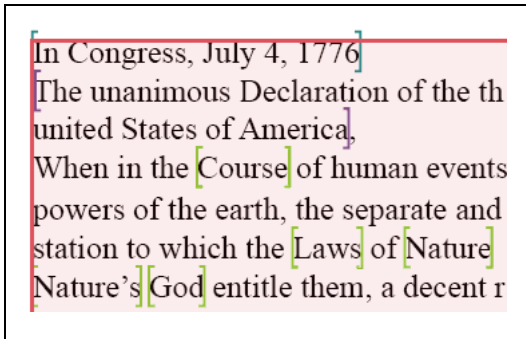 In Congress, July 4, 1776
The unanimous Declaration of the th
united States of America,
When in the Course of human events
powers of the earth, the separate and
station to which the Laws of Nature
Nature’s God entitle them, a decent r